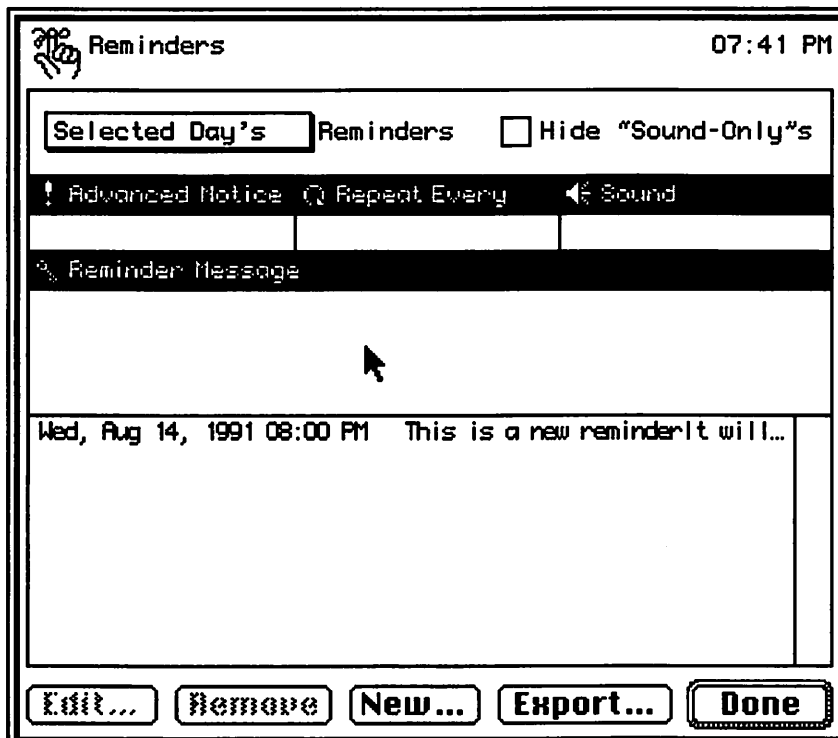 Reminders 07:41 PM
Selected Day's Reminders Hide "Sound-Only"s
Advanced Notice Repeat Every Sound
Reminder Message
Wed, Aug 14, 1991 08:00 PM This is a new reminderIt will...
Edit... Remove New... Export... Done